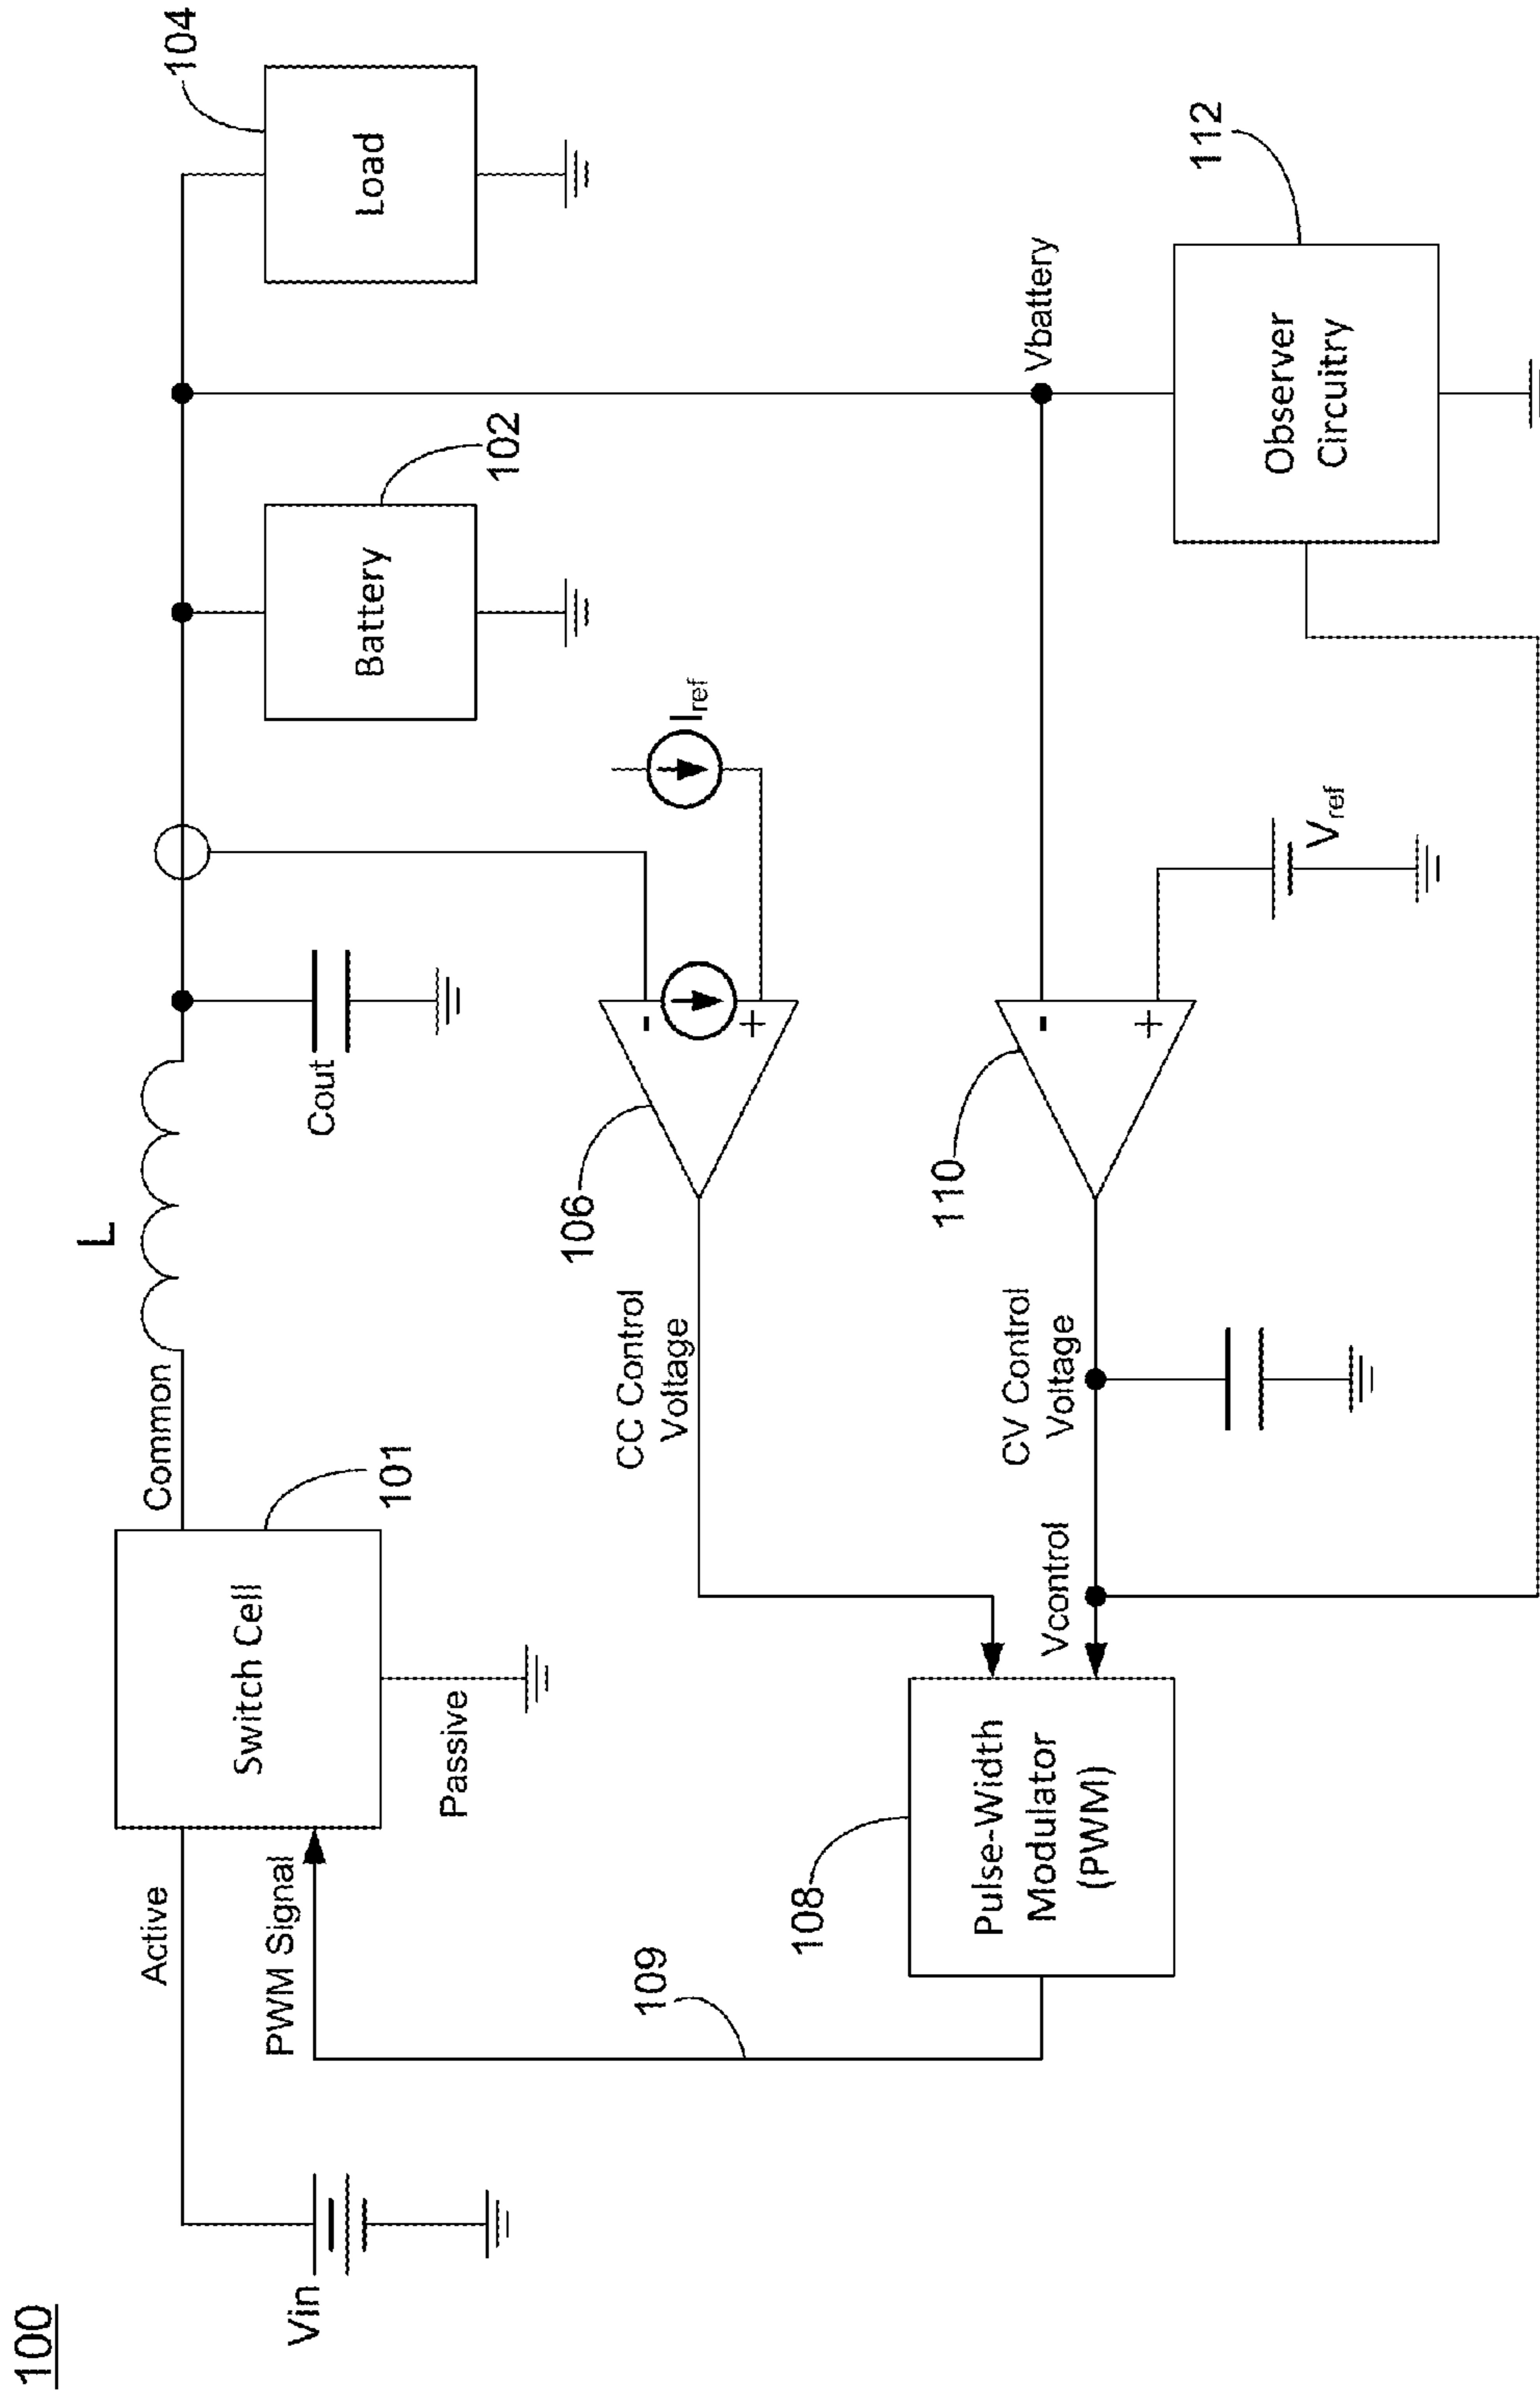 100
Vin
Active
PWM Signal
Switch Cell
101
Passive
Common
L
Cout
Battery
102
Load
104
Iref
-
+
106
CC Control
Voltage
109
108
Pulse-Width
Modulator
(PWM)
Vcontrol
CV Control
Voltage
110
-
+
Vref
Vbattery
Observer
Circuitry
112